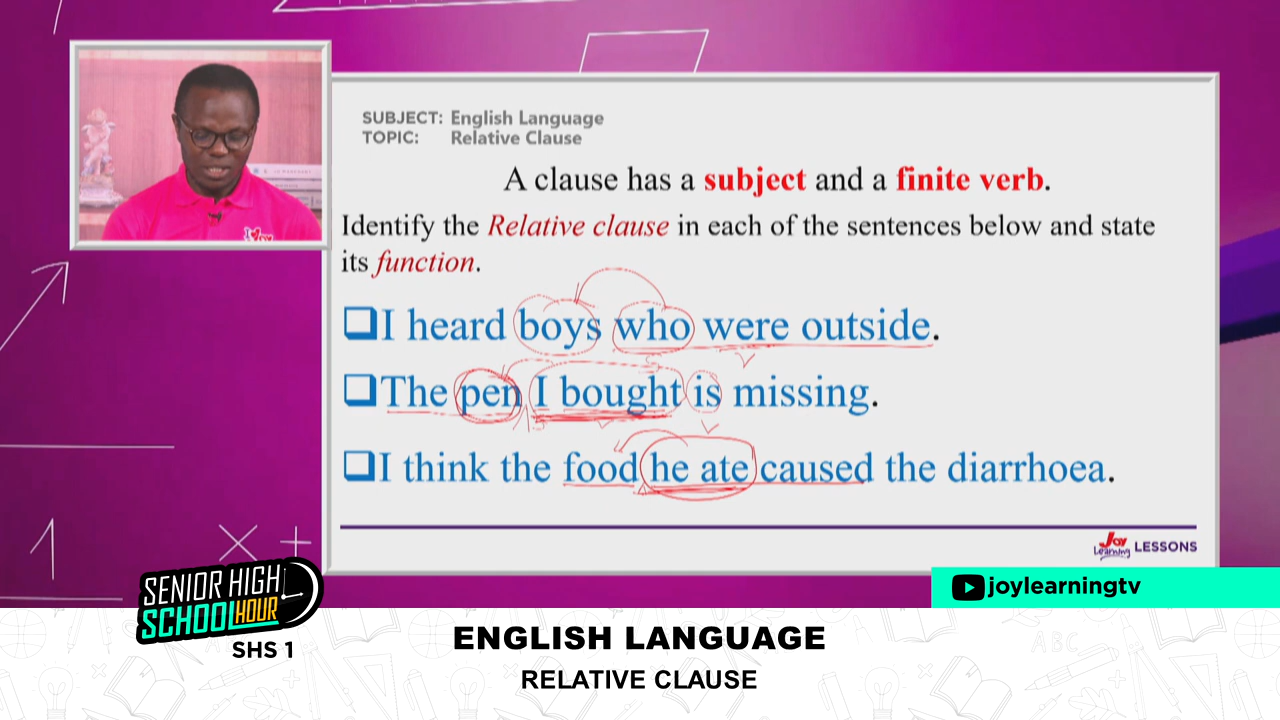 SUBJECT: English Language
TOPIC: Relative Clause
A clause has a subject and a finite verb.
Identify the Relative clause in each of the sentences below and state
its function.
❑I heard boys who were outside.
❑The pen I bought is missing.
❑I think the food he ate caused the diarrhoea.
Joy Learning LESSONS
joylearningtv
SENIOR HIGH
SCHOOL HOUR
SHS 1
ENGLISH LANGUAGE
RELATIVE CLAUSE
ABC